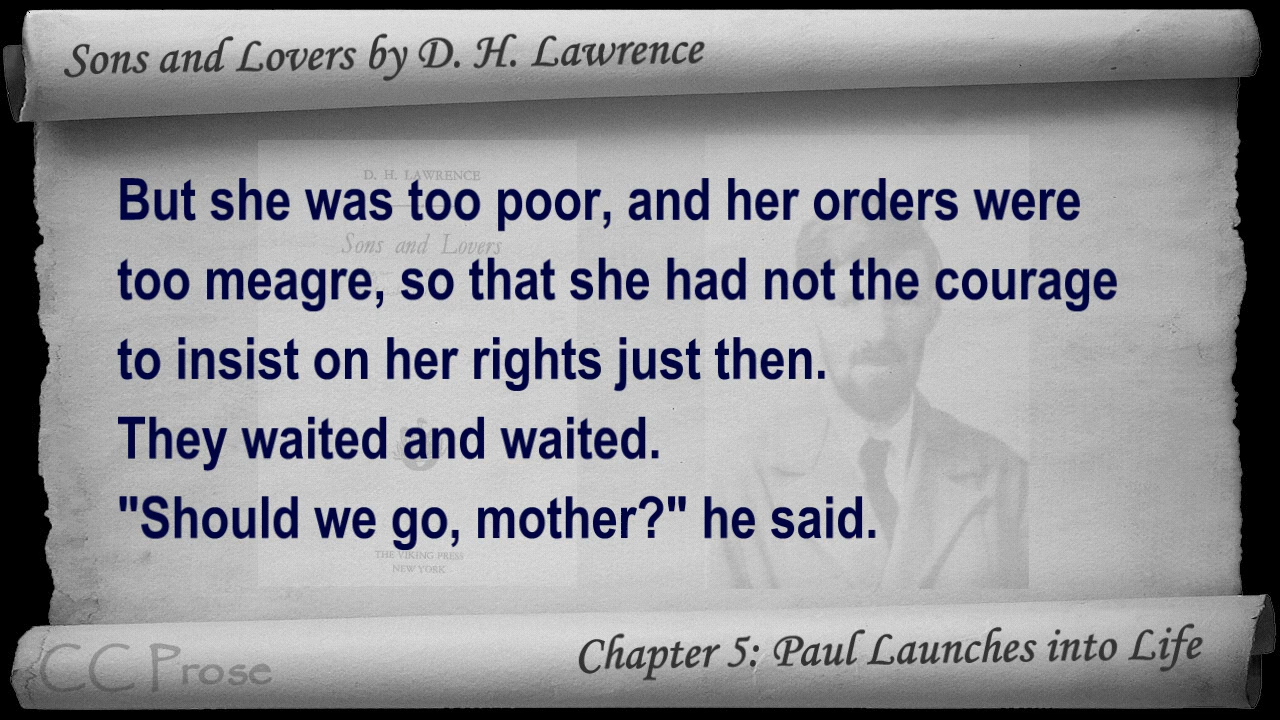 Sons and Lovers by D. H. Lawrence
D. H. LAWRENCE
But she was too poor, and her orders were
Sons and Lovers
too meagre, so that she had not the courage
to insist on her rights just then.
They waited and waited.
"Should we go, mother?" he said.
THE VIKING PRESS
NEW YORK
Chapter 5: Paul Launches into Life
CC Prose